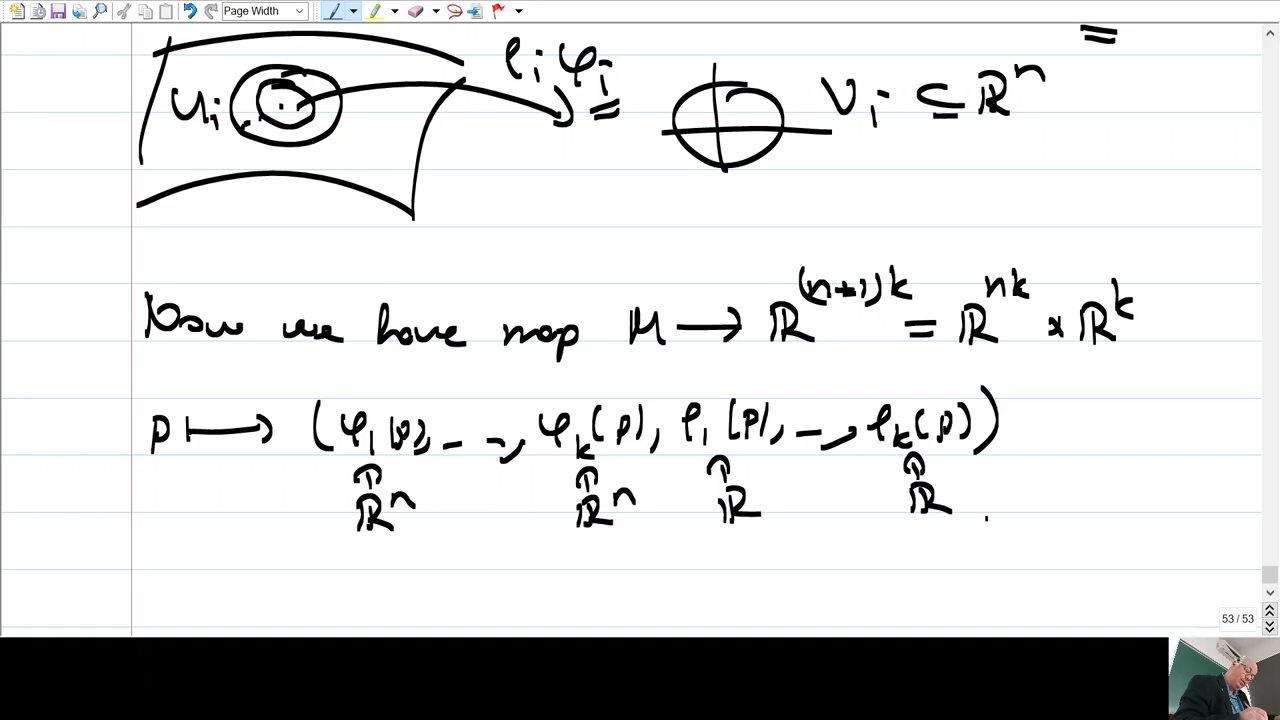 Page Width
=
U_i ρ_i φ_i = V_i ⊆ ℝ^n
Now we have map M ⟶ ℝ^{(n+1)k} = ℝ^{nk} × ℝ^k
p ⟼ (φ_1(p), - -, φ_k(p), ρ_1(p), -, ρ_k(p))
ℝ^n ℝ^n ℝ ℝ
53 / 53